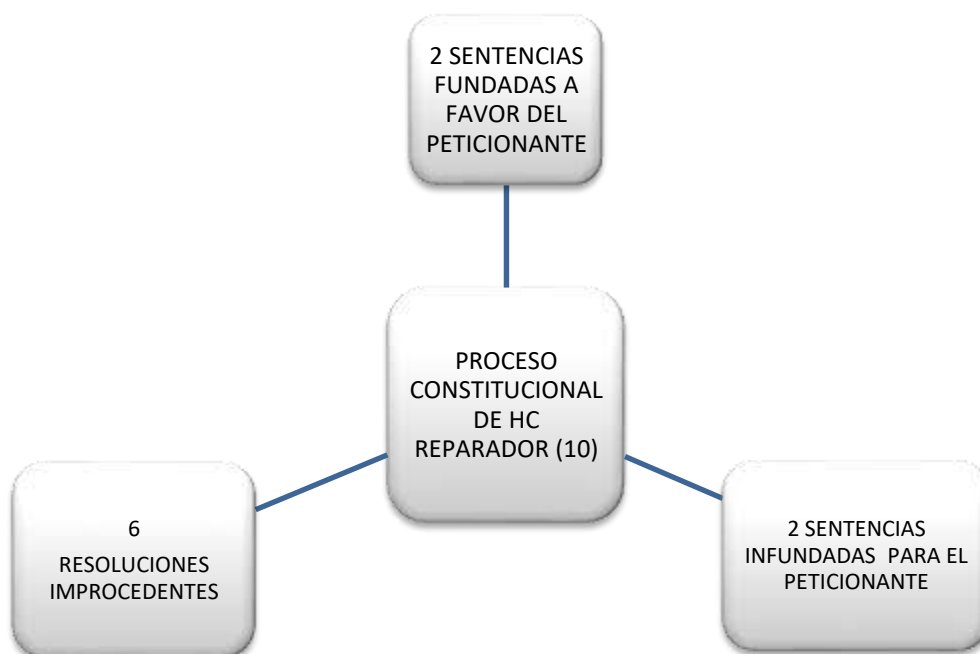 2 SENTENCIAS
FUNDADAS A
FAVOR DEL
PETICIONANTE
PROCESO
CONSTITUCIONAL
DE HC
REPARADOR (10)
6
RESOLUCIONES
IMPROCEDENTES
2 SENTENCIAS
INFUNDADAS PARA EL
PETICIONANTE